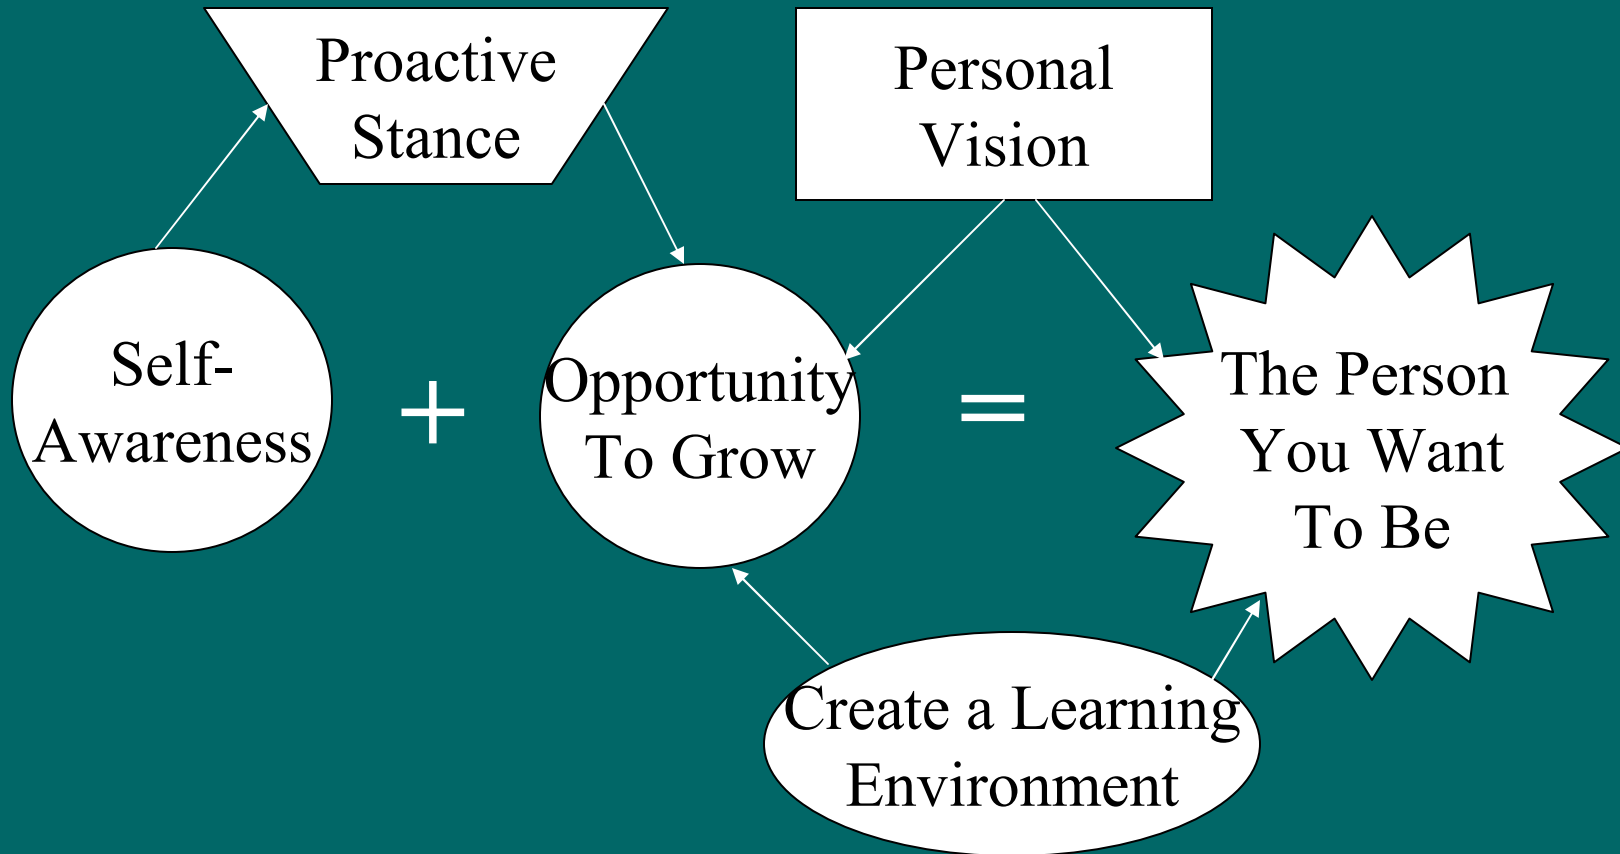 Proactive
Stance
Personal
Vision
Self-
Awareness
+
Opportunity
To Grow
=
The Person
You Want
To Be
Create a Learning
Environment